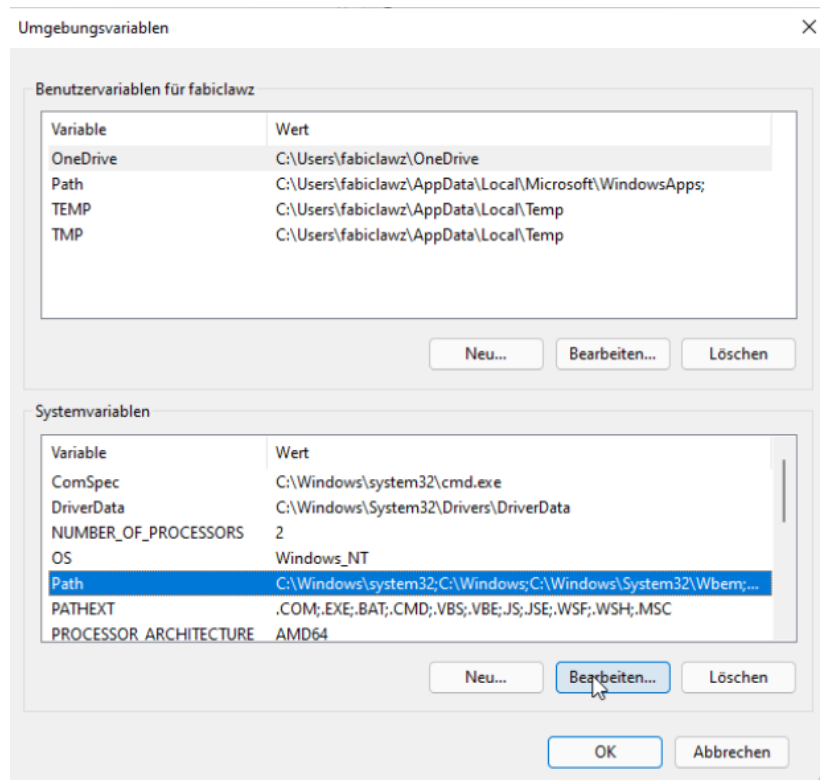 Umgebungsvariablen
Benutzervariablen für fabiclawz
Variable Wert
OneDrive C:\Users\fabiclawz\OneDrive
Path C:\Users\fabiclawz\AppData\Local\Microsoft\WindowsApps;
TEMP C:\Users\fabiclawz\AppData\Local\Temp
TMP C:\Users\fabiclawz\AppData\Local\Temp
Neu... Bearbeiten... Löschen
Systemvariablen
Variable Wert
ComSpec C:\Windows\system32\cmd.exe
DriverData C:\Windows\System32\Drivers\DriverData
NUMBER_OF_PROCESSORS 2
OS Windows_NT
Path C:\Windows\system32;C:\Windows;C:\Windows\System32\Wbem;...
PATHEXT .COM;.EXE;.BAT;.CMD;.VBS;.VBE;.JS;.JSE;.WSF;.WSH;.MSC
PROCESSOR_ARCHITECTURE AMD64
Neu... Bearbeiten... Löschen
OK Abbrechen